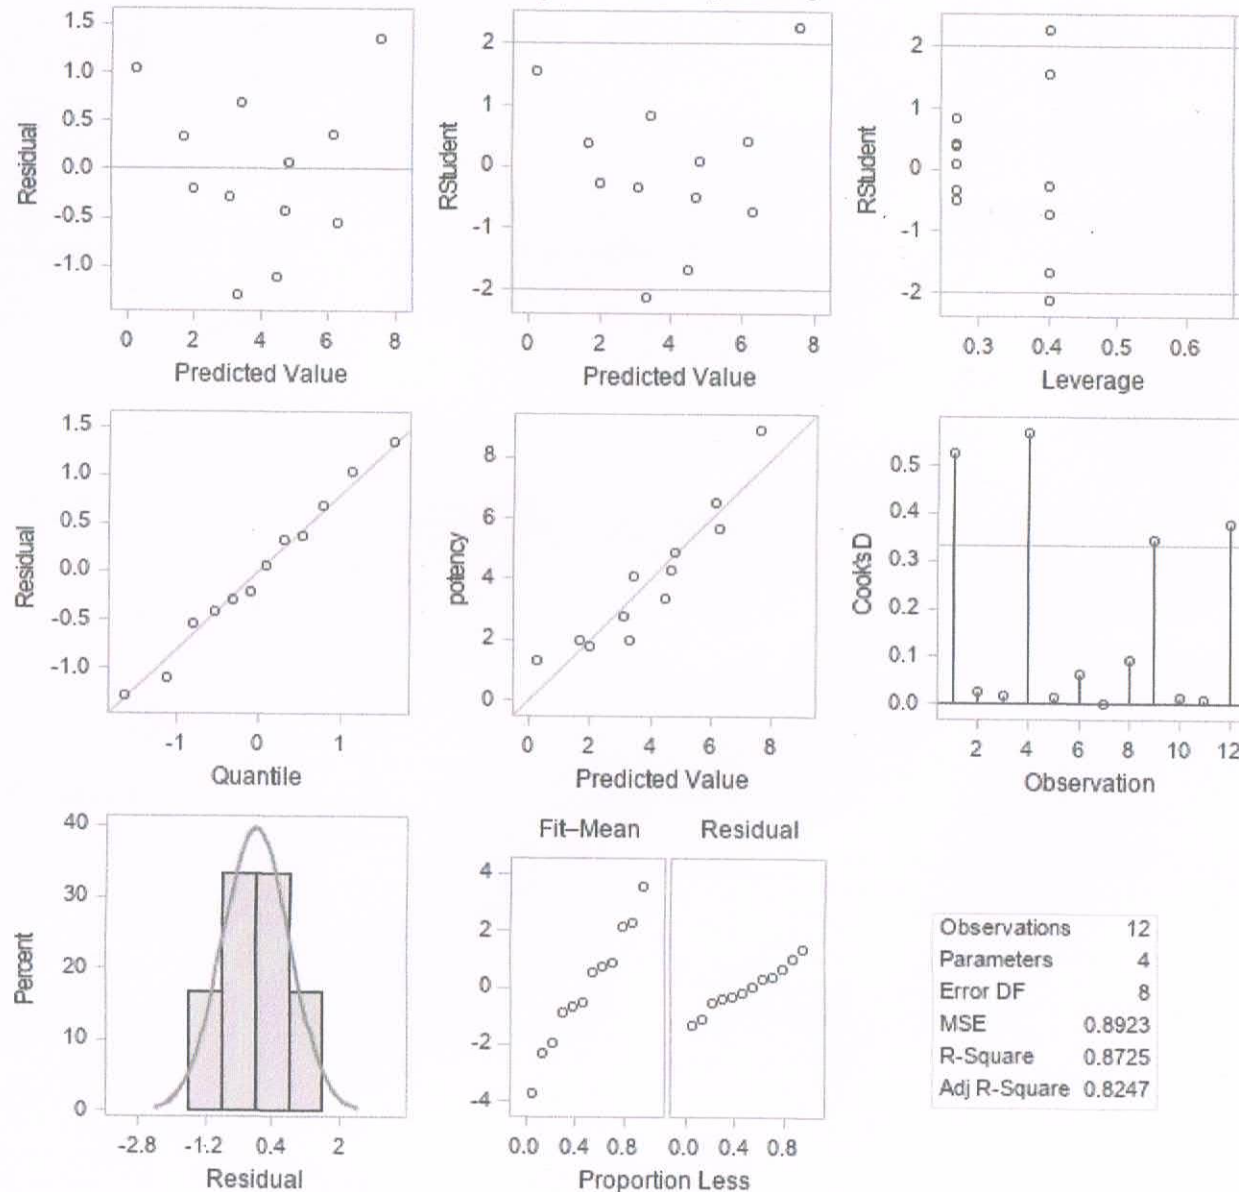 1.5
1.0
0.5
0.0
-0.5
-1.0
Residual
0 2 4 6 8
Predicted Value
2
1
0
-1
-2
RStudent
0 2 4 6 8
Predicted Value
2
1
0
-1
-2
RStudent
0.3 0.4 0.5 0.6
Leverage
1.5
1.0
0.5
0.0
-0.5
-1.0
Residual
-1 0 1
Quantile
8
6
4
2
0
potency
0 2 4 6 8
Predicted Value
0.5
0.4
0.3
0.2
0.1
0.0
Cook's D
2 4 6 8 10 12
Observation
40
30
20
10
0
Percent
-2.8 -1.2 0.4 2
Residual
Fit–Mean Residual
4
2
0
-2
-4
0.0 0.4 0.8 0.0 0.4 0.8
Proportion Less
Observations 12
Parameters 4
Error DF 8
MSE 0.8923
R-Square 0.8725
Adj R-Square 0.8247